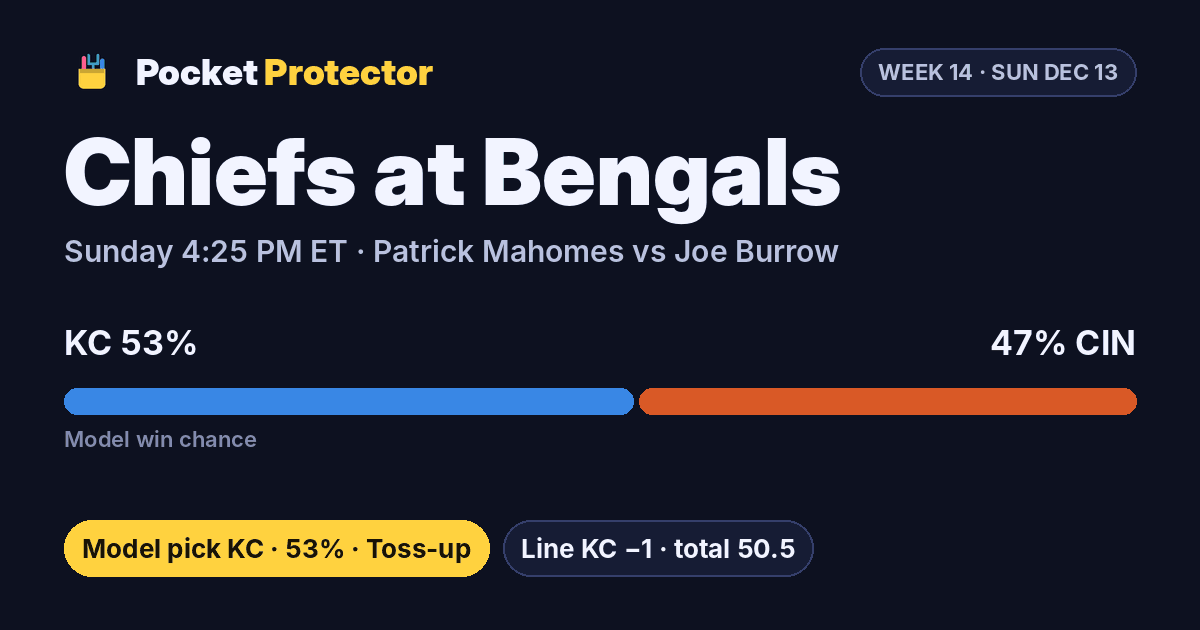 Pocket Protector
WEEK 14 · SUN DEC 13
Chiefs at Bengals
Sunday 4:25 PM ET · Patrick Mahomes vs Joe Burrow
KC 53%
47% CIN
Model win chance
Model pick KC · 53% · Toss-up
Line KC −1 · total 50.5